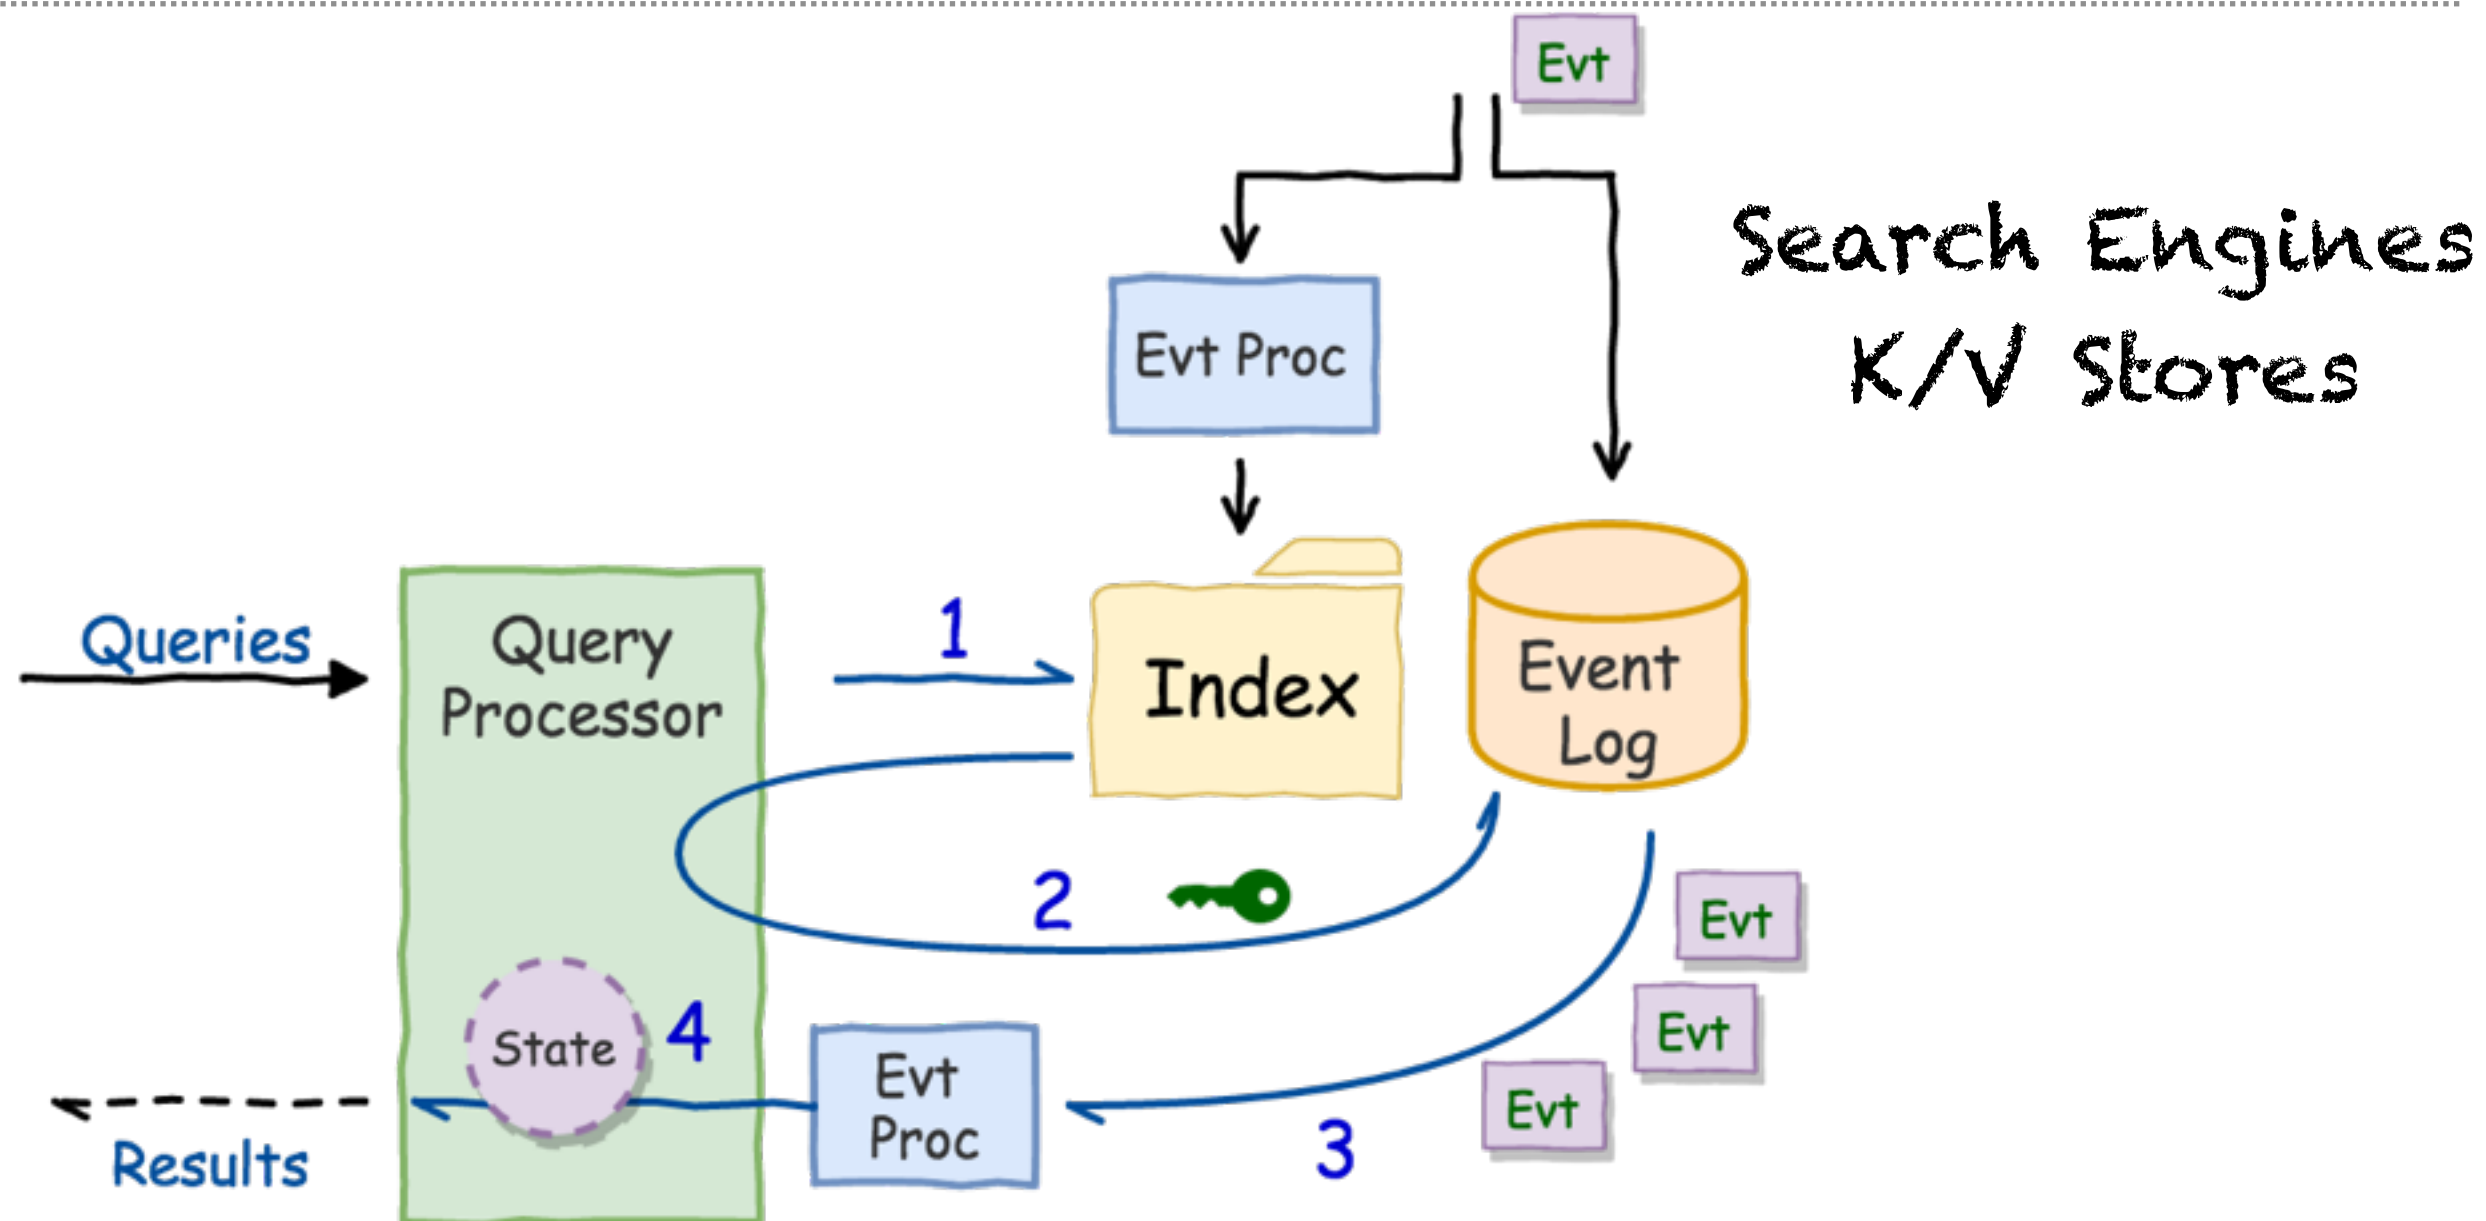 Evt
Search Engines
K/V Stores
Evt Proc
Queries
Query
Processor
1
Index
Event
Log
2
Evt
Evt
Evt
State
4
Evt
Proc
3
Results